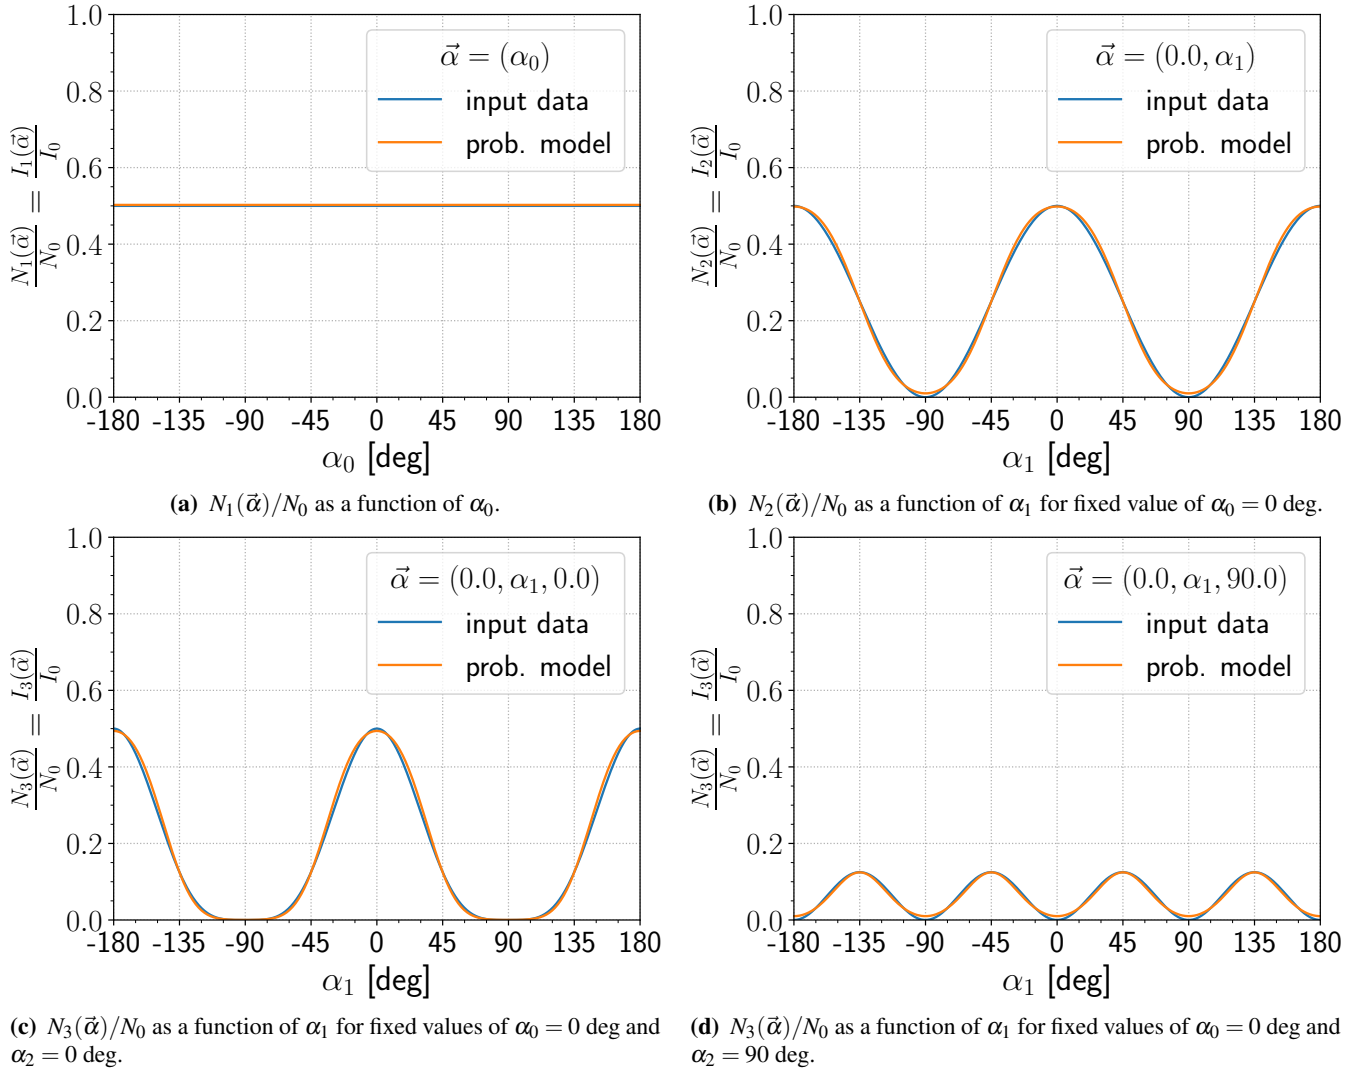 1.0
0.8
0.6
0.4
0.2
0.0
-180 -135 -90 -45 0 45 90 135 180
α₀ [deg]
N₁(α⃗)/N₀ = I₁(α⃗)/I₀
α⃗ = (α₀)
input data
prob. model
(a) N₁(α⃗)/N₀ as a function of α₀.
1.0
0.8
0.6
0.4
0.2
0.0
-180 -135 -90 -45 0 45 90 135 180
α₁ [deg]
N₂(α⃗)/N₀ = I₂(α⃗)/I₀
α⃗ = (0.0, α₁)
input data
prob. model
(b) N₂(α⃗)/N₀ as a function of α₁ for fixed value of α₀ = 0 deg.
1.0
0.8
0.6
0.4
0.2
0.0
-180 -135 -90 -45 0 45 90 135 180
α₁ [deg]
N₃(α⃗)/N₀ = I₃(α⃗)/I₀
α⃗ = (0.0, α₁, 0.0)
input data
prob. model
(c) N₃(α⃗)/N₀ as a function of α₁ for fixed values of α₀ = 0 deg and
α₂ = 0 deg.
1.0
0.8
0.6
0.4
0.2
0.0
-180 -135 -90 -45 0 45 90 135 180
α₁ [deg]
N₃(α⃗)/N₀ = I₃(α⃗)/I₀
α⃗ = (0.0, α₁, 90.0)
input data
prob. model
(d) N₃(α⃗)/N₀ as a function of α₁ for fixed values of α₀ = 0 deg and
α₂ = 90 deg.